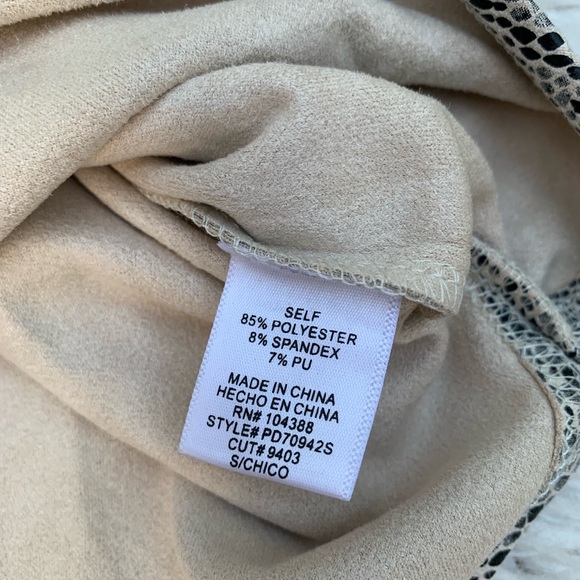 SELF
85% POLYESTER
8% SPANDEX
7% PU
MADE IN CHINA
HECHO EN CHINA
RN# 104388
STYLE# PD70942S
CUT# 9403
S/CHICO